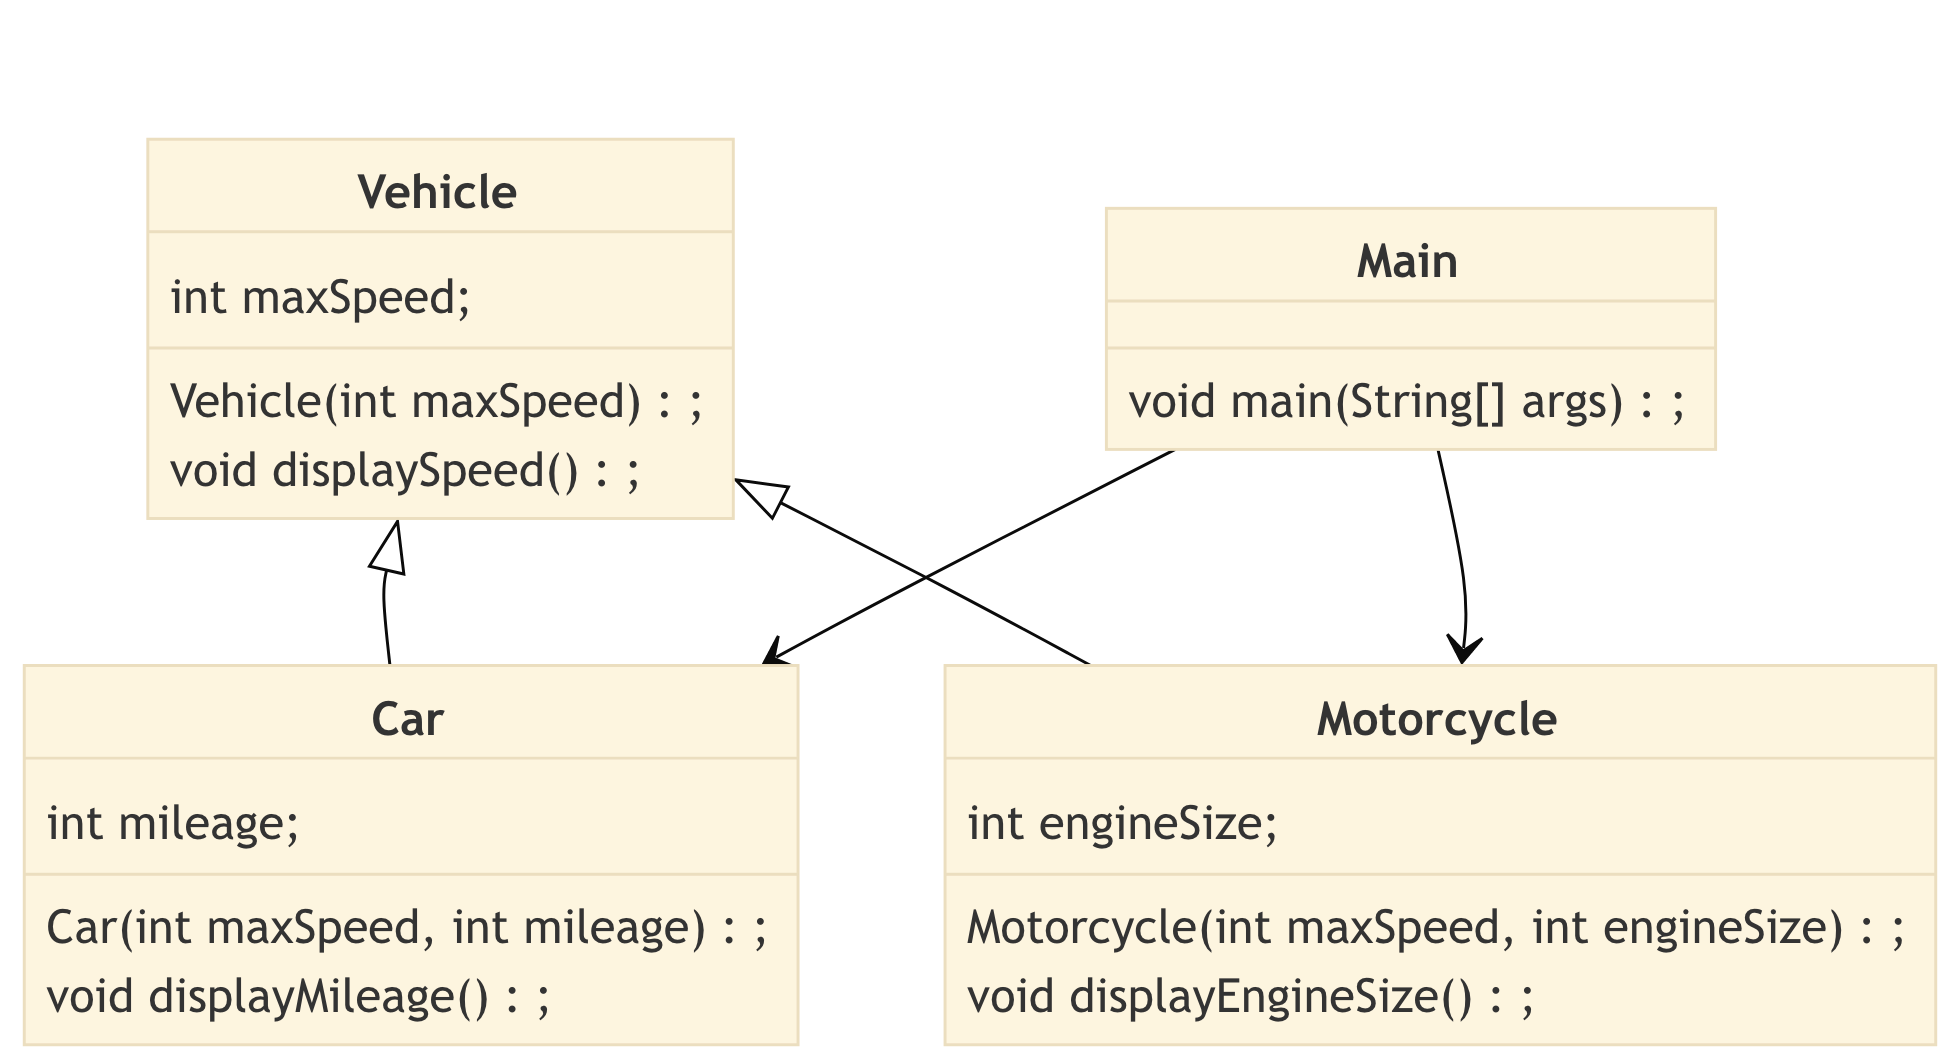 Vehicle
int maxSpeed;
Vehicle(int maxSpeed) : ;
void displaySpeed() : ;
Main
void main(String[] args) : ;
Car
int mileage;
Car(int maxSpeed, int mileage) : ;
void displayMileage() : ;
Motorcycle
int engineSize;
Motorcycle(int maxSpeed, int engineSize) : ;
void displayEngineSize() : ;